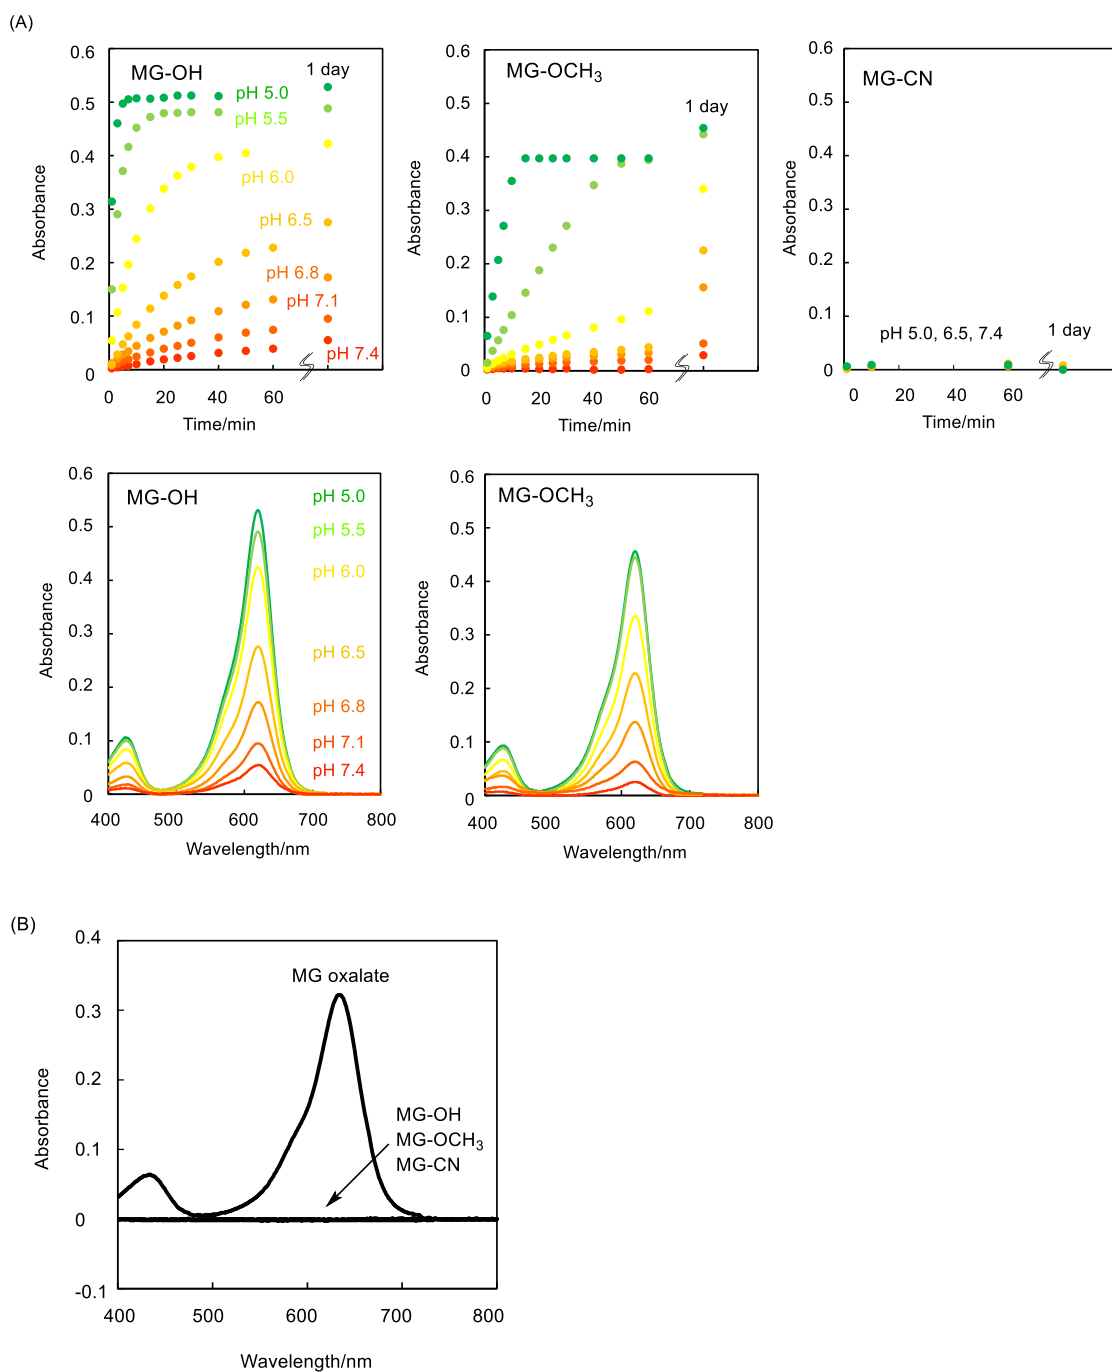 (A)
MG-OH
1 day
pH 5.0
pH 5.5
pH 6.0
pH 6.5
pH 6.8
pH 7.1
pH 7.4
0.6
0.5
0.4
0.3
0.2
0.1
0
0 20 40 60
Absorbance
Time/min
MG-OCH₃
1 day
0.6
0.5
0.4
0.3
0.2
0.1
0
0 20 40 60
Absorbance
Time/min
MG-CN
pH 5.0, 6.5, 7.4
1 day
0.6
0.5
0.4
0.3
0.2
0.1
0
0 20 40 60
Absorbance
Time/min
MG-OH
pH 5.0
pH 5.5
pH 6.0
pH 6.5
pH 6.8
pH 7.1
pH 7.4
0.6
0.5
0.4
0.3
0.2
0.1
0
400 500 600 700 800
Absorbance
Wavelength/nm
MG-OCH₃
0.6
0.5
0.4
0.3
0.2
0.1
0
400 500 600 700 800
Absorbance
Wavelength/nm
(B)
MG oxalate
MG-OH
MG-OCH₃
MG-CN
0.4
0.3
0.2
0.1
0
-0.1
400 500 600 700 800
Absorbance
Wavelength/nm